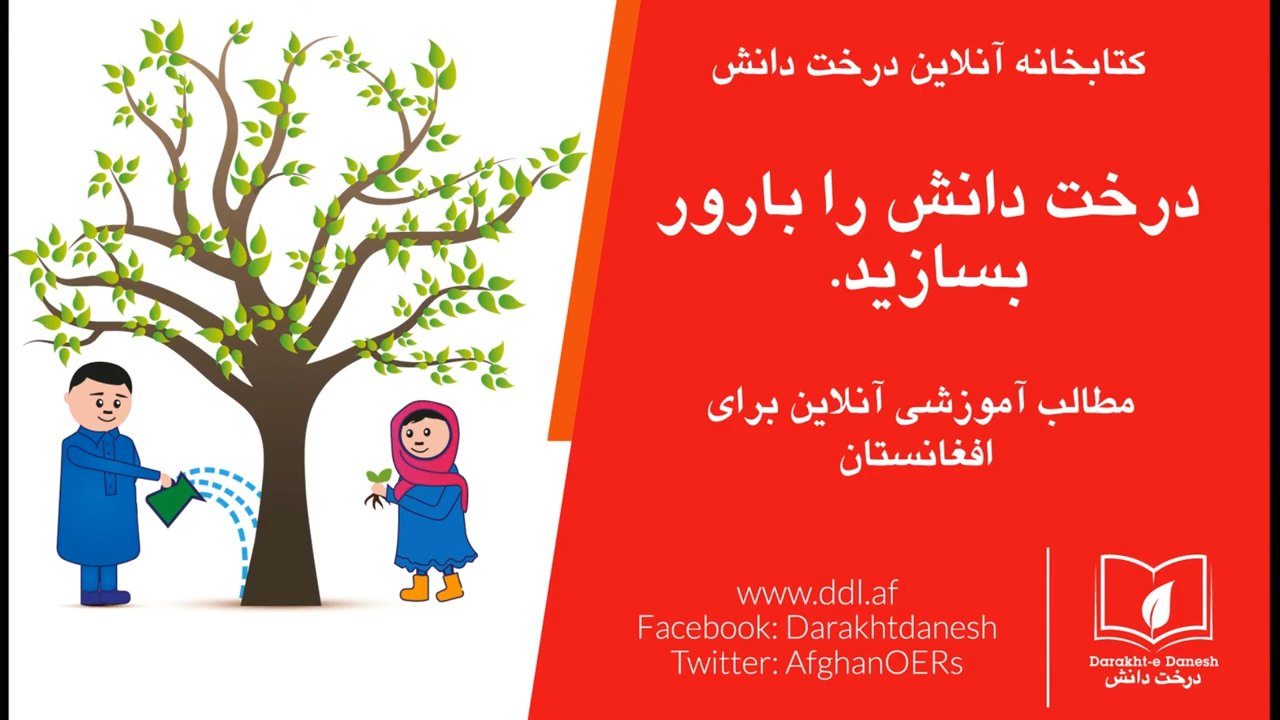 کتابخانه آنلاین درخت دانش
درخت دانش را بارور
بسازید.
مطالب آموزشی آنلاین برای
افغانستان
www.ddl.af
Facebook: Darakhtdanesh
Twitter: AfghanOERs
Darakht-e Danesh
درخت دانش